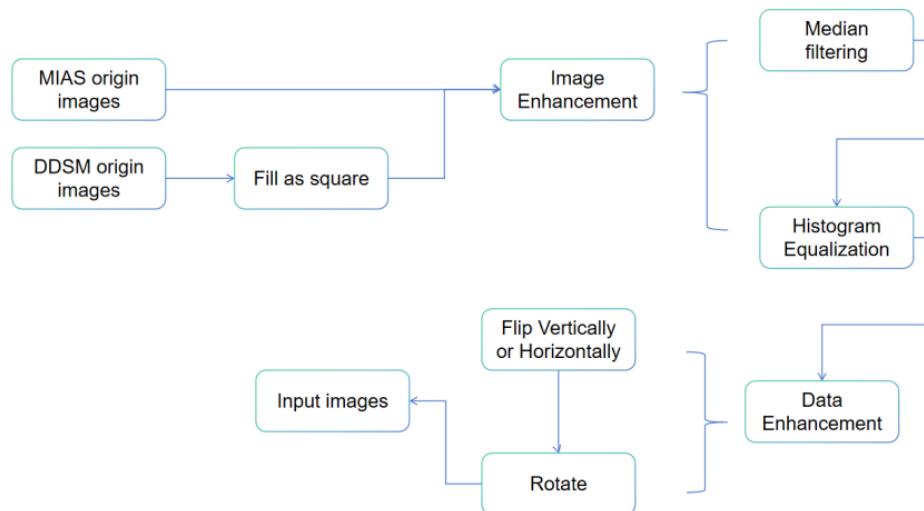 MIAS origin
images
DDSM origin
images
Fill as square
Image
Enhancement
Median
filtering
Histogram
Equalization
Data
Enhancement
Flip Vertically
or Horizontally
Rotate
Input images